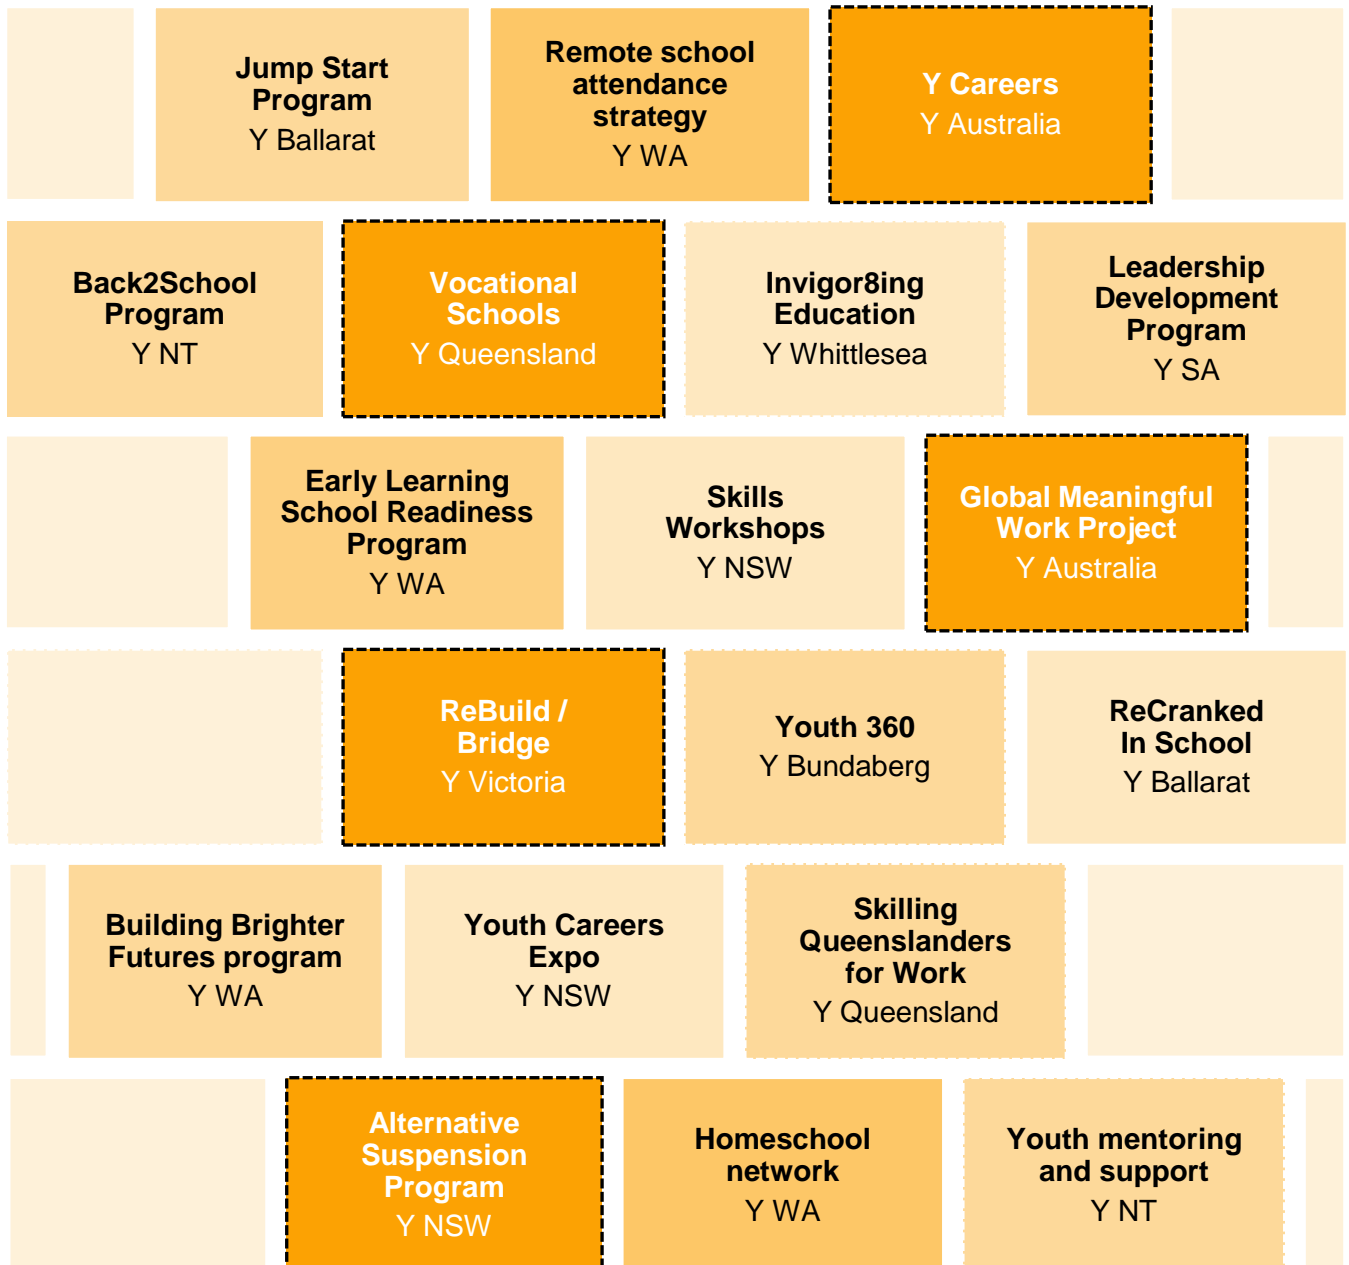 Jump Start
Program
Y Ballarat
Remote school
attendance
strategy
Y WA
Y Careers
Y Australia
Back2School
Program
Y NT
Vocational
Schools
Y Queensland
Invigor8ing
Education
Y Whittlesea
Leadership
Development
Program
Y SA
Early Learning
School Readiness
Program
Y WA
Skills
Workshops
Y NSW
Global Meaningful
Work Project
Y Australia
ReBuild /
Bridge
Y Victoria
Youth 360
Y Bundaberg
ReCranked
In School
Y Ballarat
Building Brighter
Futures program
Y WA
Youth Careers
Expo
Y NSW
Skilling
Queenslanders
for Work
Y Queensland
Alternative
Suspension
Program
Y NSW
Homeschool
network
Y WA
Youth mentoring
and support
Y NT